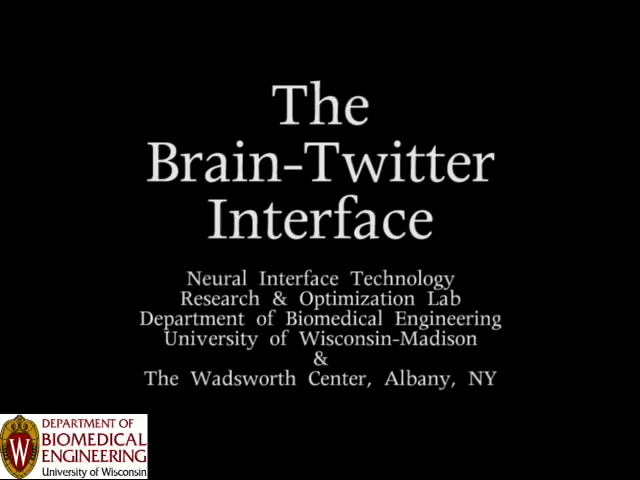 The
Brain-Twitter
Interface
Neural Interface Technology
Research & Optimization Lab
Department of Biomedical Engineering
University of Wisconsin-Madison
&
The Wadsworth Center, Albany, NY
W
DEPARTMENT OF
BIOMEDICAL
ENGINEERING
University of Wisconsin